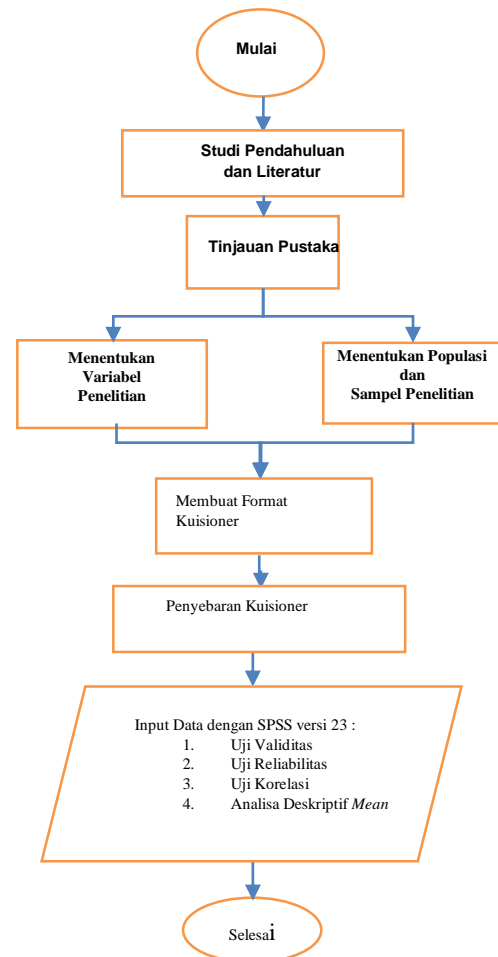 Mulai
Studi Pendahuluan
dan Literatur
Tinjauan Pustaka
Menentukan
Variabel
Penelitian
Menentukan Populasi
dan
Sampel Penelitian
Membuat Format
Kuisioner
Penyebaran Kuisioner
Input Data dengan SPSS versi 23 :
1. Uji Validitas
2. Uji Reliabilitas
3. Uji Korelasi
4. Analisa Deskriptif Mean
Selesai